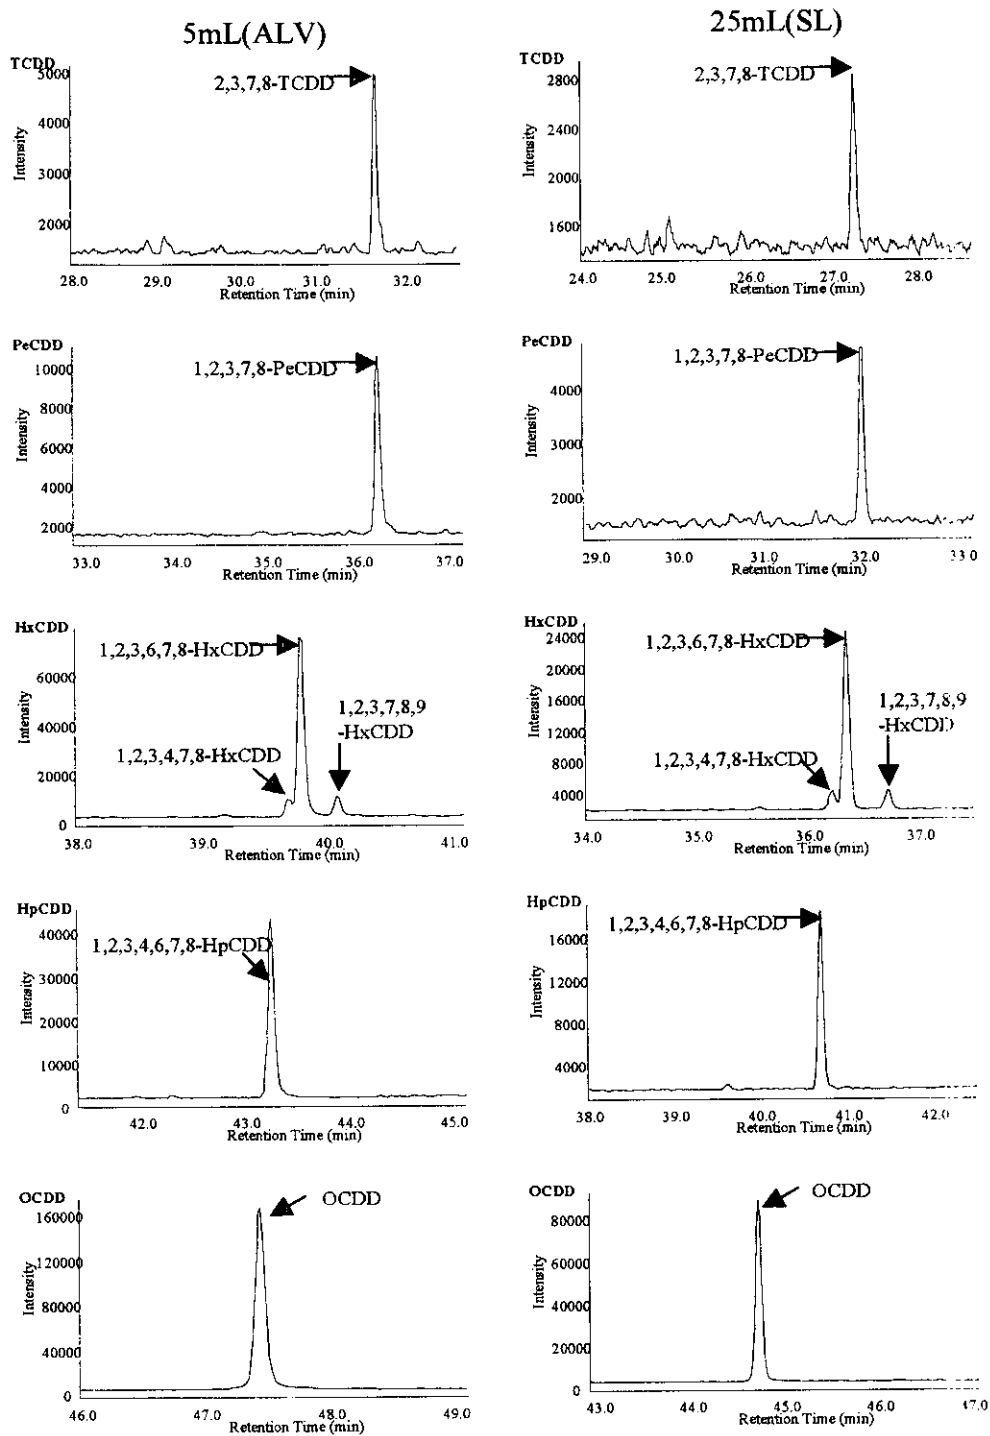 5mL(ALV)
TCDD
5000
2,3,7,8-TCDD
4000
Intensity
3000
2000
28.0 29.0 30.0 31.0 32.0
Retention Time (min)
PeCDD
10000
1,2,3,7,8-PeCDD
8000
Intensity
6000
4000
2000
33.0 34.0 35.0 36.0 37.0
Retention Time (min)
HxCDD
1,2,3,6,7,8-HxCDD
60000
1,2,3,7,8,9
-HxCDD
Intensity
40000
1,2,3,4,7,8-HxCDD
20000
0
38.0 39.0 40.0 41.0
Retention Time (min)
HpCDD
40000
1,2,3,4,6,7,8-HpCDD
30000
Intensity
20000
10000
0
42.0 43.0 44.0 45.0
Retention Time (min)
OCDD
OCDD
160000
120000
Intensity
80000
40000
0
46.0 47.0 48.0 49.0
Retention Time (min)
25mL(SL)
TCDD
2800
2,3,7,8-TCDD
2400
Intensity
2000
1600
24.0 25.0 26.0 27.0 28.0
Retention Time (min)
PeCDD
1,2,3,7,8-PeCDD
4000
Intensity
3000
2000
29.0 30.0 31.0 32.0 33.0
Retention Time (min)
HxCDD
24000
1,2,3,6,7,8-HxCDD
20000
16000
1,2,3,7,8,9
-HxCDD
Intensity
12000
1,2,3,4,7,8-HxCDD
8000
4000
34.0 35.0 36.0 37.0
Retention Time (min)
HpCDD
1,2,3,4,6,7,8-HpCDD
16000
12000
Intensity
8000
4000
38.0 39.0 40.0 41.0 42.0
Retention Time (min)
OCDD
OCDD
80000
60000
Intensity
40000
20000
0
43.0 44.0 45.0 46.0 47.0
Retention Time (min)